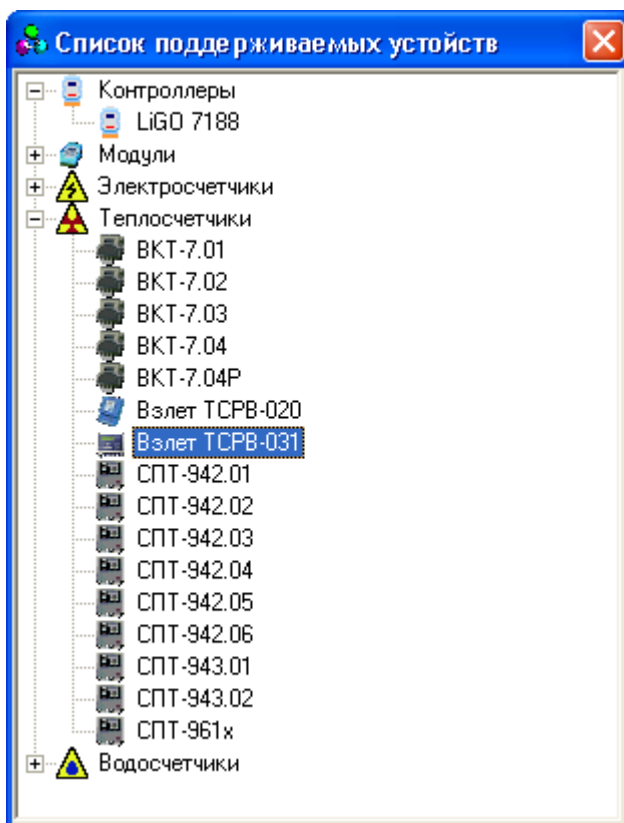 Список поддерживаемых устойств
Контроллеры
LiGO 7188
Модули
Электросчетчики
Теплосчетчики
ВКТ-7.01
ВКТ-7.02
ВКТ-7.03
ВКТ-7.04
ВКТ-7.04Р
Взлет ТСРВ-020
Взлет ТСРВ-031
СПТ-942.01
СПТ-942.02
СПТ-942.03
СПТ-942.04
СПТ-942.05
СПТ-942.06
СПТ-943.01
СПТ-943.02
СПТ-961х
Водосчетчики